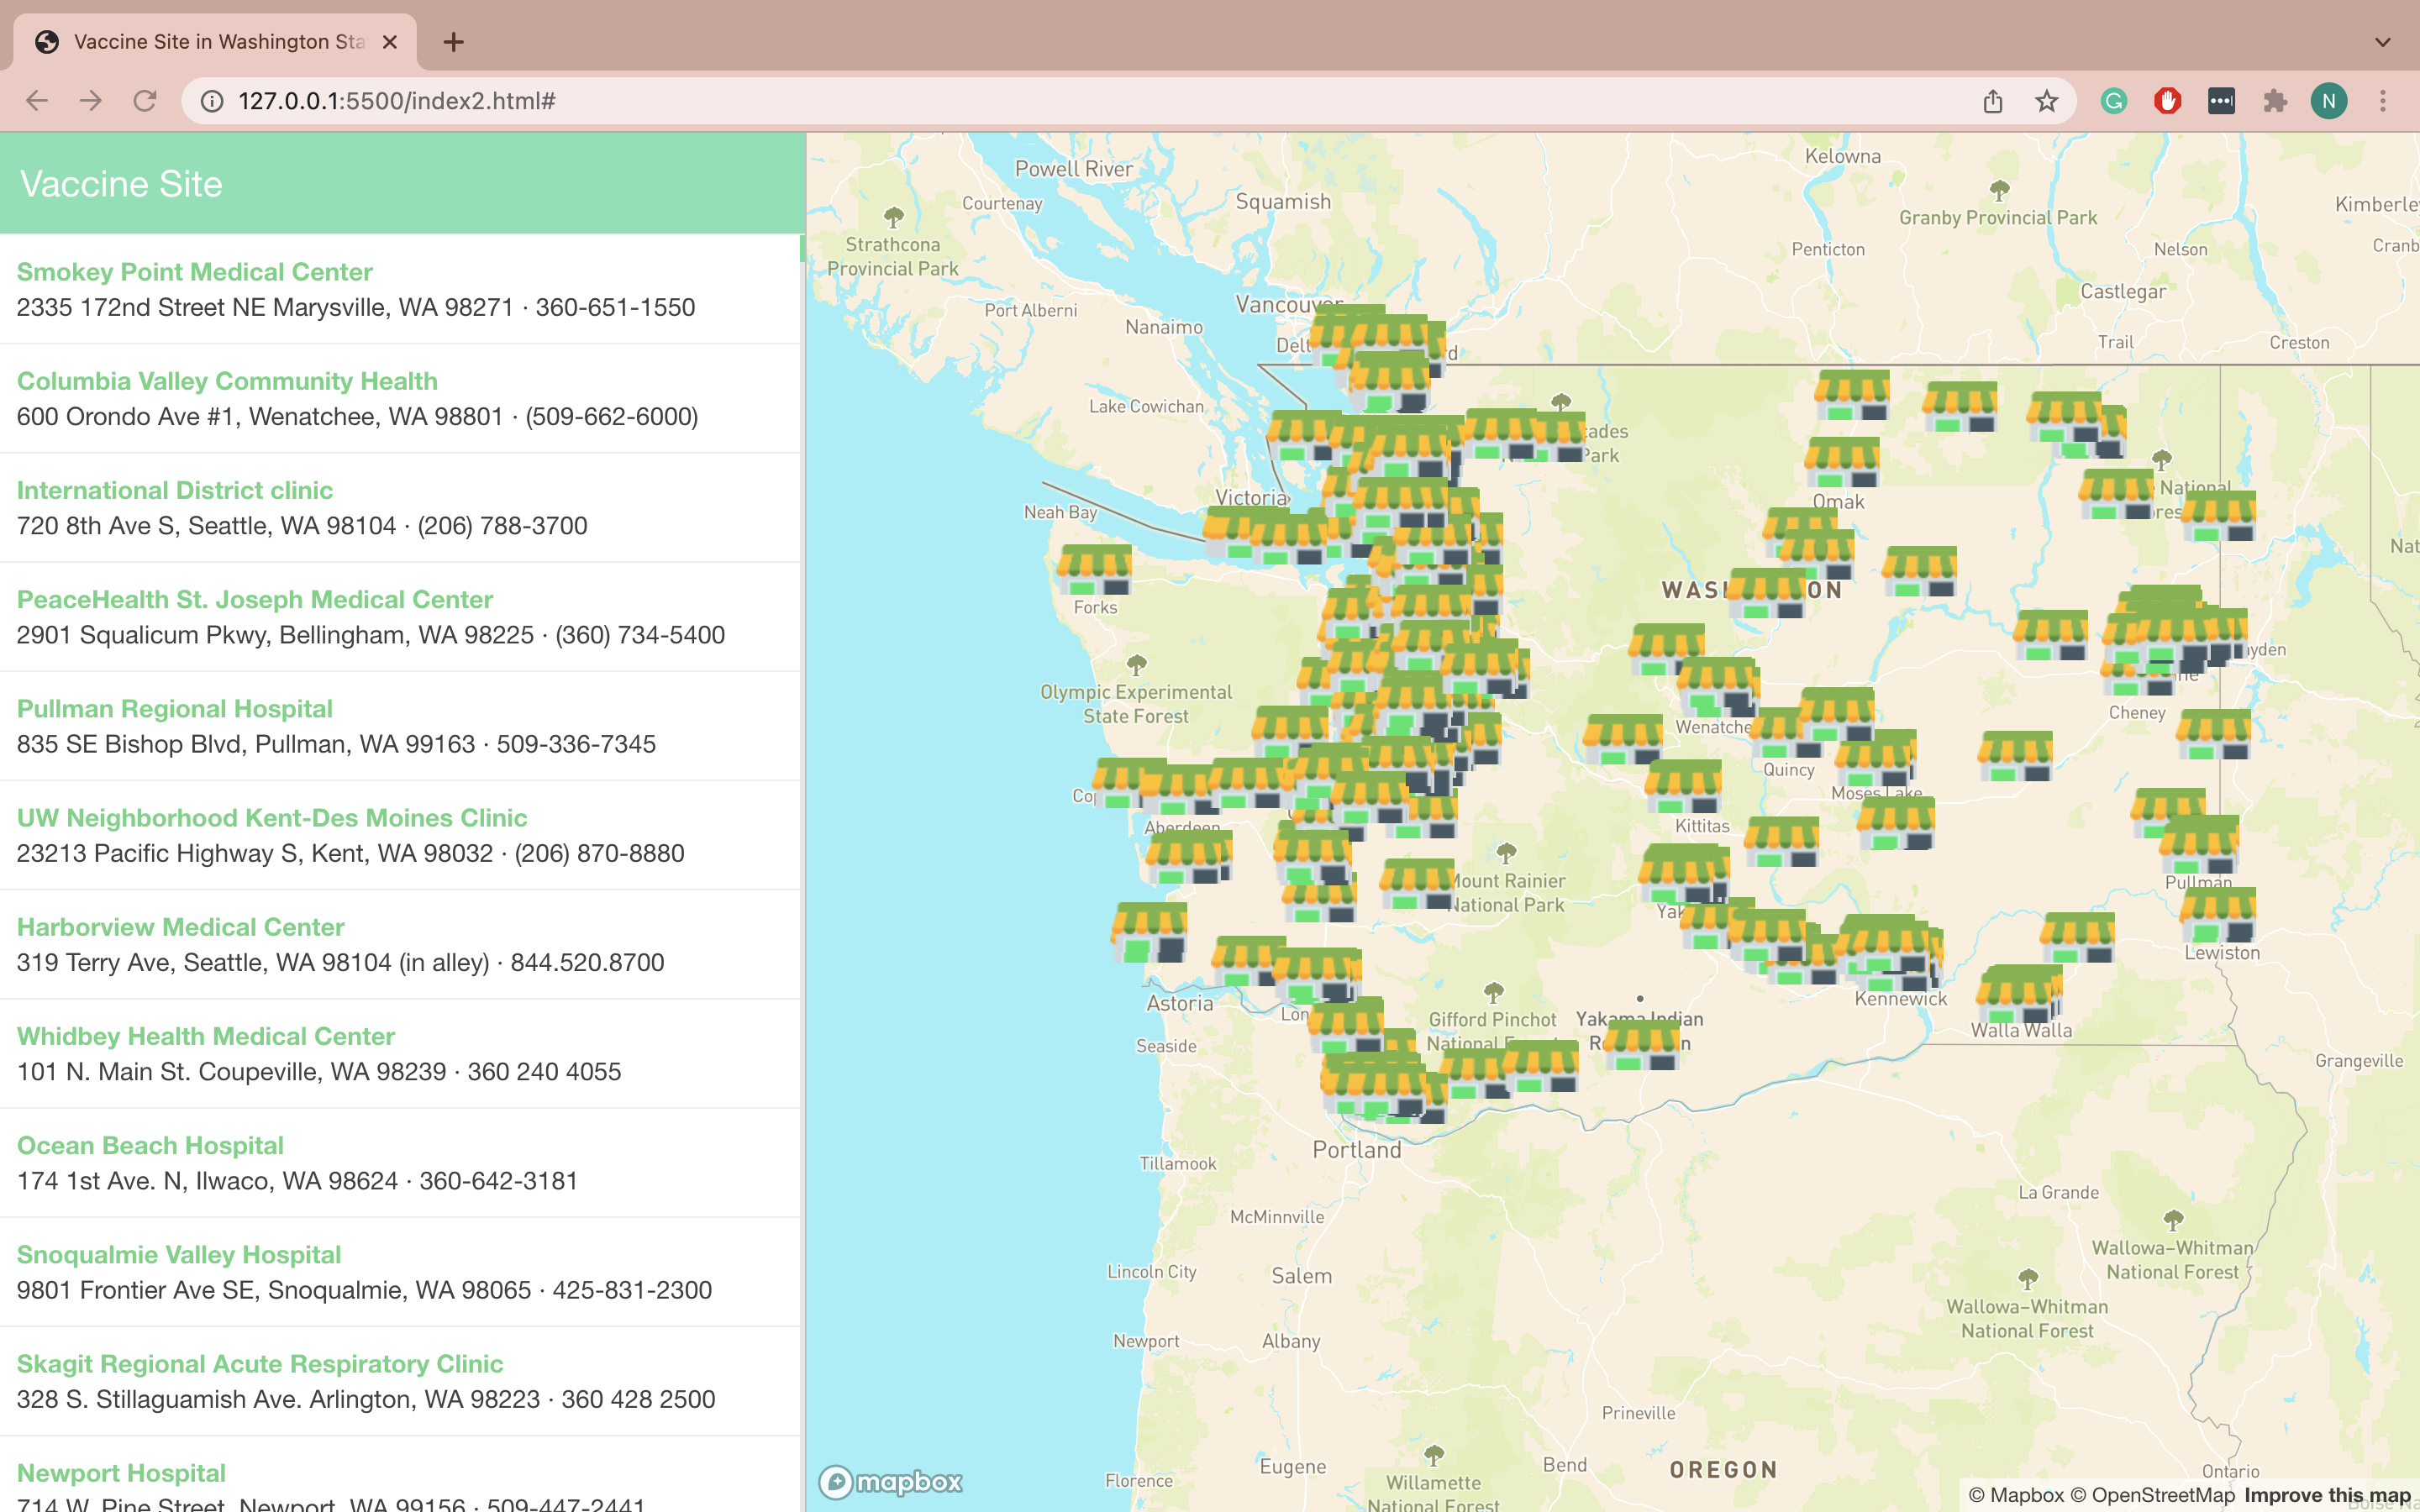 Vaccine Site in Washington Sta
127.0.0.1:5500/index2.html#
N
Vaccine Site
Smokey Point Medical Center
2335 172nd Street NE Marysville, WA 98271 · 360-651-1550
Columbia Valley Community Health
600 Orondo Ave #1, Wenatchee, WA 98801 · (509-662-6000)
International District clinic
720 8th Ave S, Seattle, WA 98104 · (206) 788-3700
PeaceHealth St. Joseph Medical Center
2901 Squalicum Pkwy, Bellingham, WA 98225 · (360) 734-5400
Pullman Regional Hospital
835 SE Bishop Blvd, Pullman, WA 99163 · 509-336-7345
UW Neighborhood Kent-Des Moines Clinic
23213 Pacific Highway S, Kent, WA 98032 · (206) 870-8880
Harborview Medical Center
319 Terry Ave, Seattle, WA 98104 (in alley) · 844.520.8700
Whidbey Health Medical Center
101 N. Main St. Coupeville, WA 98239 · 360 240 4055
Ocean Beach Hospital
174 1st Ave. N, Ilwaco, WA 98624 · 360-642-3181
Snoqualmie Valley Hospital
9801 Frontier Ave SE, Snoqualmie, WA 98065 · 425-831-2300
Skagit Regional Acute Respiratory Clinic
328 S. Stillaguamish Ave. Arlington, WA 98223 · 360 428 2500
Newport Hospital
714 W. Pine Street, Newport, WA 99156 · 509-447-2441
Powell River
Courtenay
Squamish
Kelowna
Granby Provincial Park
Kimberle
Strathcona
Provincial Park
Penticton
Nelson
Cranb
Port Alberni
Nanaimo
Vancouver
Castlegar
Delt
Trail
Creston
Lake Cowichan
ades
Park
Victoria
Neah Bay
Omak
National
Nat
Forks
WAS
ON
Olympic Experimental
State Forest
yden
Cheney
Wenatche
Quincy
Moses Lake
Cop
Aberdeen
Kittitas
Mount Rainier
National Park
Yak
Pullman
Lewiston
Astoria
Lon
Kennewick
Walla Walla
Gifford Pinchot
National Forest
Yakama Indian
R
n
Seaside
Grangeville
Portland
Tillamook
La Grande
McMinnville
Wallowa–Whitman
National Forest
Lincoln City
Salem
Wallowa–Whitman
National Forest
Newport
Albany
Prineville
Florence
Eugene
Willamette
National Forest
Bend
OREGON
Ontario
mapbox
© Mapbox © OpenStreetMap Improve this map